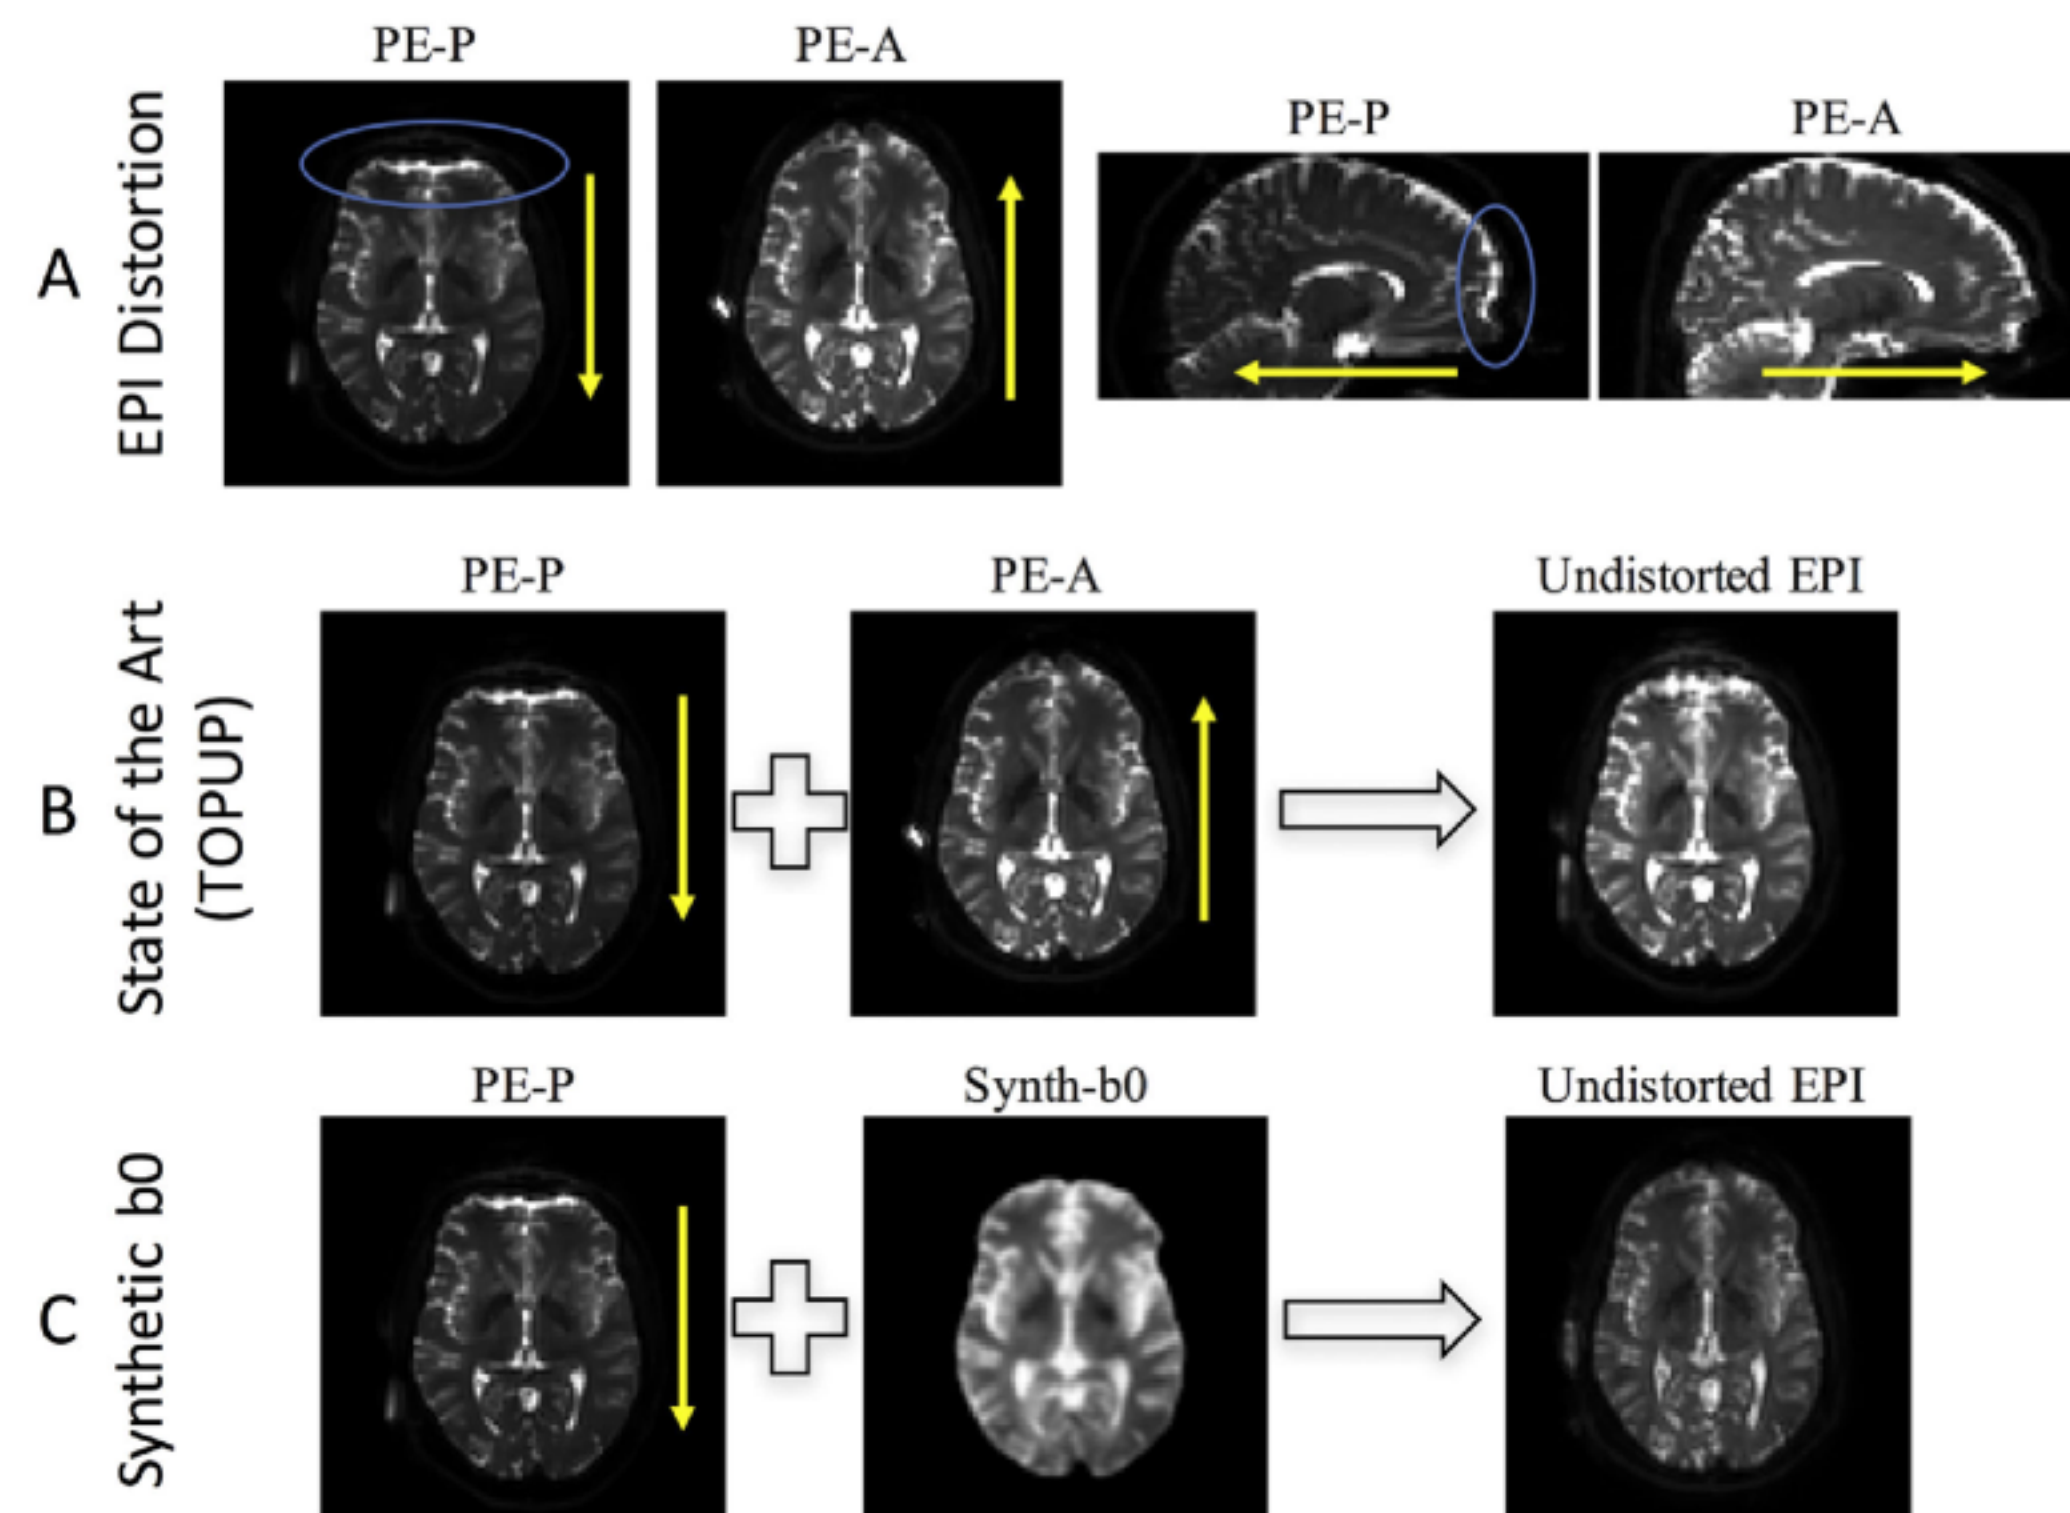 A
EPI Distortion
PE-P
PE-A
PE-P
PE-A
B
State of the Art
(TOPUP)
PE-P
PE-A
Undistorted EPI
C
Synthetic b0
PE-P
Synth-b0
Undistorted EPI